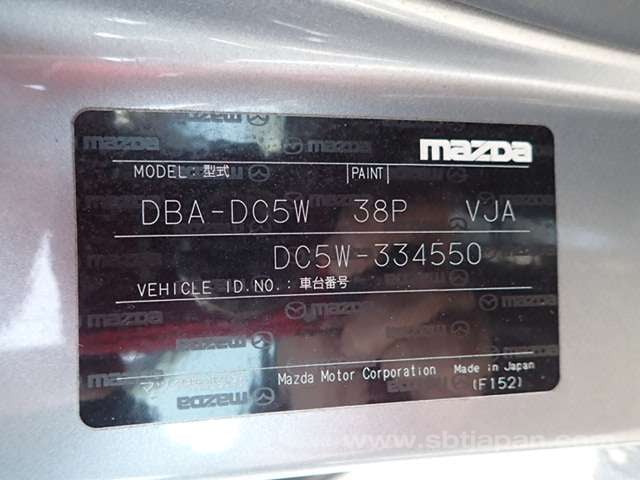 mazda
MODEL:型式 PAINT
DBA-DC5W 38P VJA
DC5W-334550
VEHICLE ID.NO.:車台番号
Mazda Motor Corporation Made in Japan
(F152)
www.sbtjapan.com